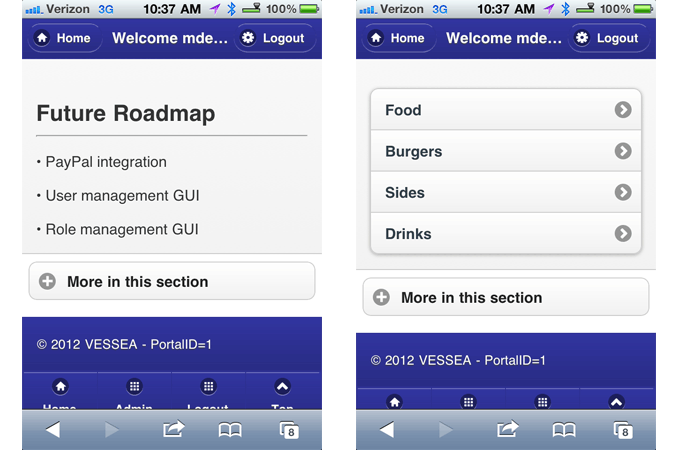 Verizon 3G 10:37 AM 100%
Home Welcome mde... Logout
Future Roadmap
• PayPal integration
• User management GUI
• Role management GUI
More in this section
© 2012 VESSEA - PortalID=1
Home Admin Logout Top
8
Verizon 3G 10:37 AM 100%
Home Welcome mde... Logout
Food
Burgers
Sides
Drinks
More in this section
© 2012 VESSEA - PortalID=1
8